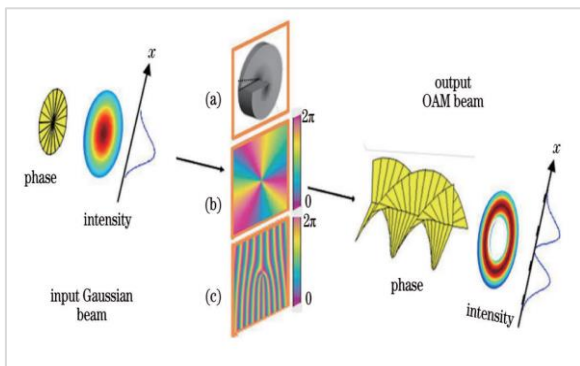 x
(a)
2π
output
OAM beam
phase
x
intensity
(b)
0
2π
input Gaussian
beam
(c)
0
phase
intensity